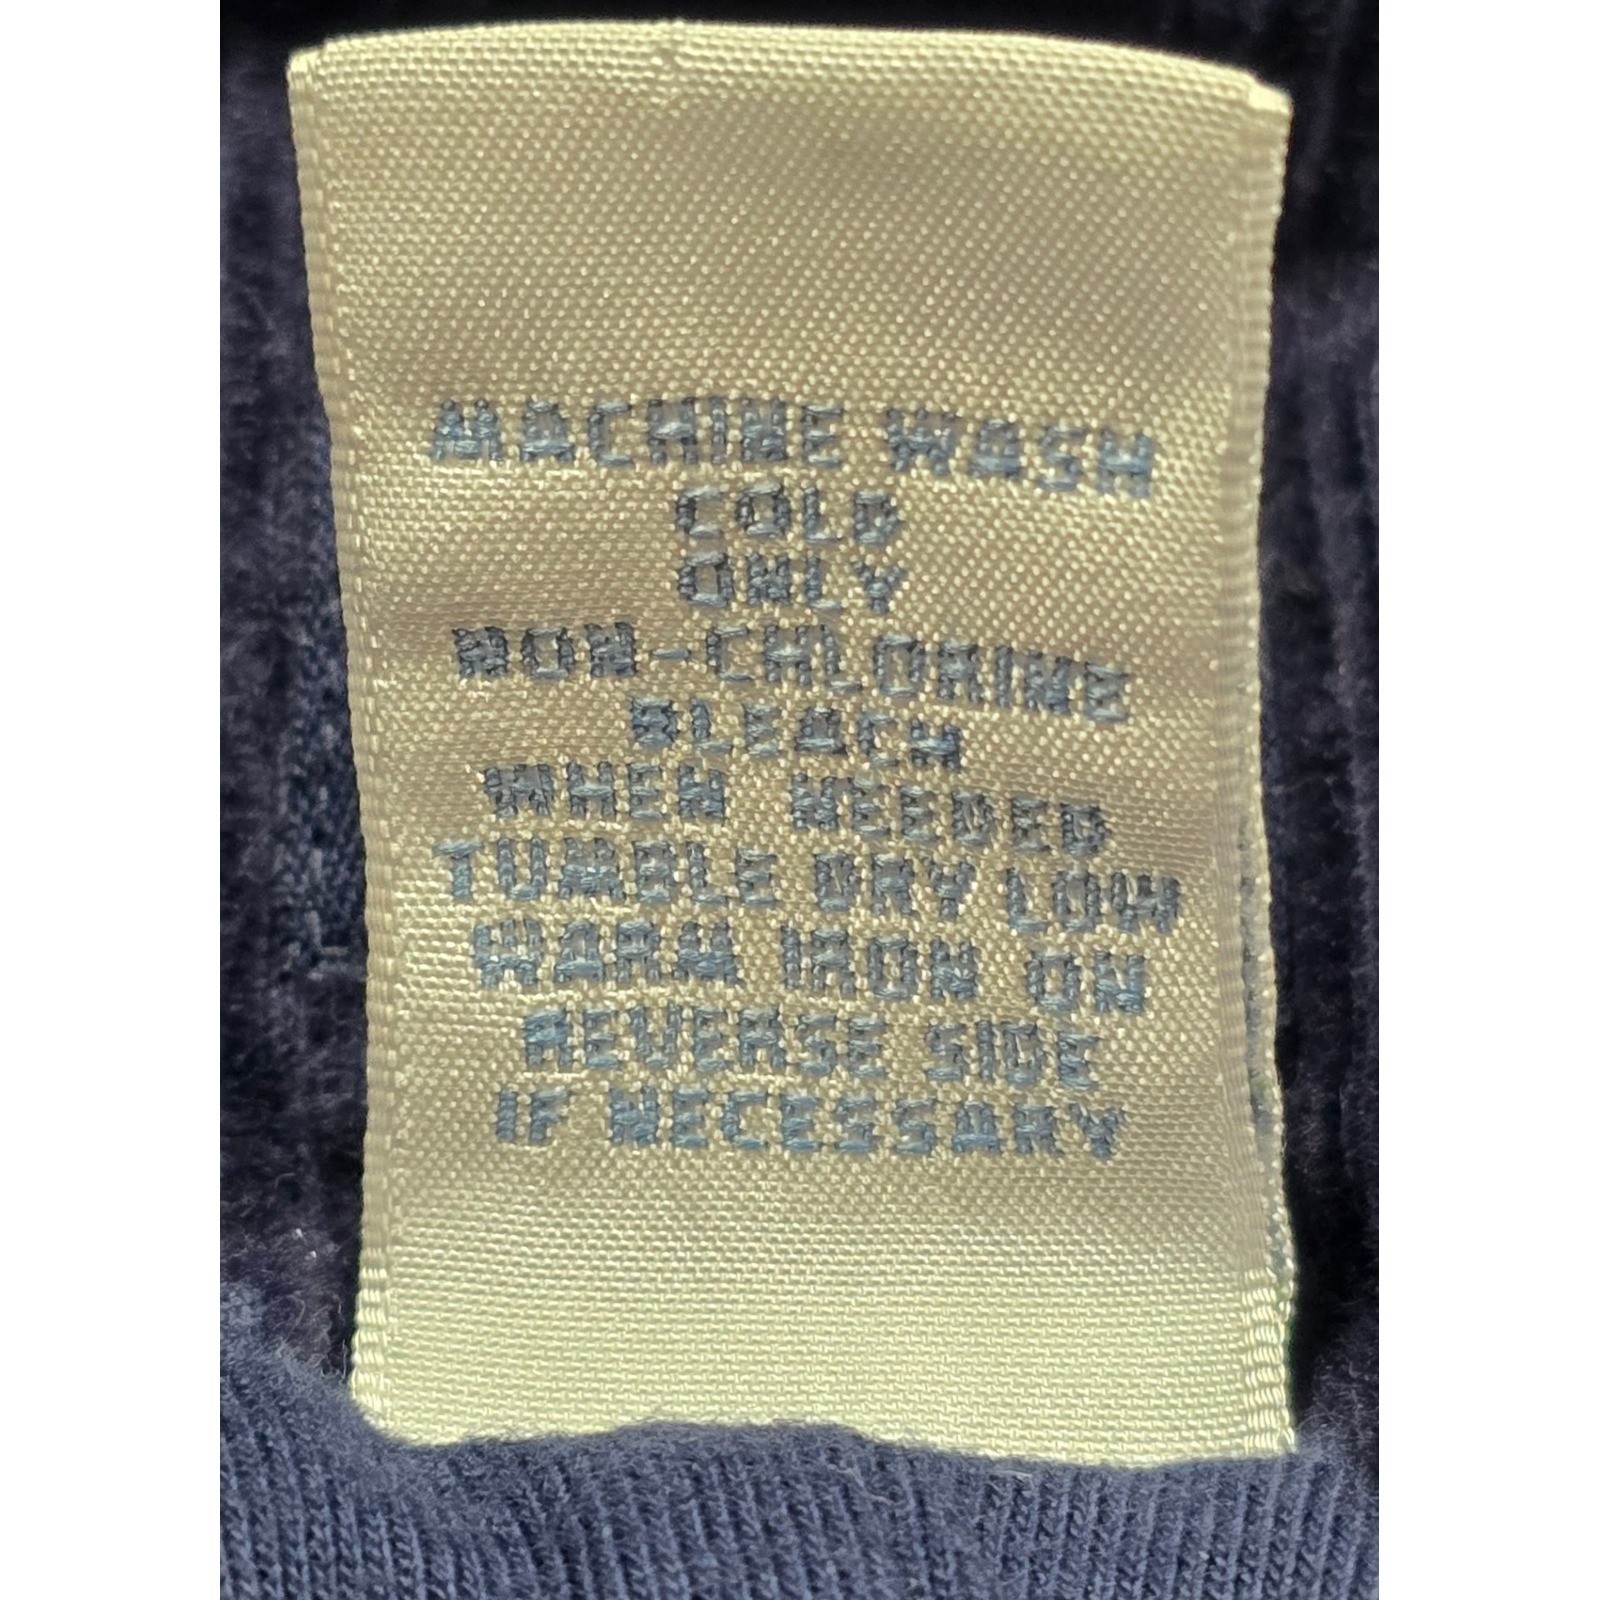 MACHINE WASH
COLD
ONLY
NON-CHLORINE
BLEACH
WHEN NEEDED
TUMBLE DRY LOW
WARM IRON ON
REVERSE SIDE
IF NECESSARY